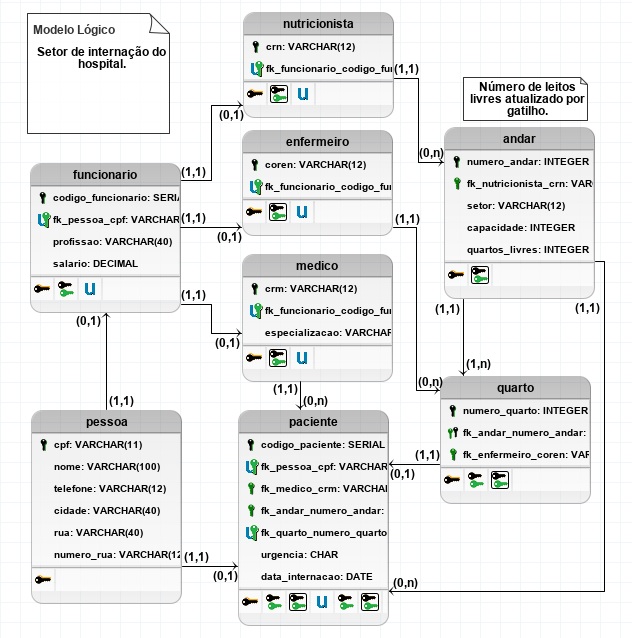 Modelo Lógico
Setor de internação do
hospital.
nutricionista
crn: VARCHAR(12)
fk_funcionario_codigo_fu
(1,1)
(0,1)
Número de leitos
livres atualizado por
gatilho.
enfermeiro
coren: VARCHAR(12)
fk_funcionario_codigo_fu
(1,1)
(0,1)
andar
(0,n)
numero_andar: INTEGER
fk_nutricionista_crn: VAR
setor: VARCHAR(12)
capacidade: INTEGER
quartos_livres: INTEGER
(1,1)
(1,1)
funcionario
(1,1)
codigo_funcionario: SERI
fk_pessoa_cpf: VARCHAR
(1,1)
profissao: VARCHAR(40)
salario: DECIMAL
(1,1)
(0,1)
medico
crm: VARCHAR(12)
fk_funcionario_codigo_fu
especializacao: VARCHAR
(0,1)
(1,1)
(0,n)
(1,n)
(0,n)
quarto
numero_quarto: INTEGER
fk_andar_numero_andar:
fk_enfermeiro_coren: VAR
(1,1)
(0,1)
(1,1)
pessoa
cpf: VARCHAR(11)
nome: VARCHAR(100)
telefone: VARCHAR(12)
cidade: VARCHAR(40)
rua: VARCHAR(40)
numero_rua: VARCHAR(12
(1,1)
(0,1)
paciente
codigo_paciente: SERIAL
fk_pessoa_cpf: VARCHAR
fk_medico_crm: VARCHA
fk_andar_numero_andar:
fk_quarto_numero_quarto
urgencia: CHAR
data_internacao: DATE
(0,n)